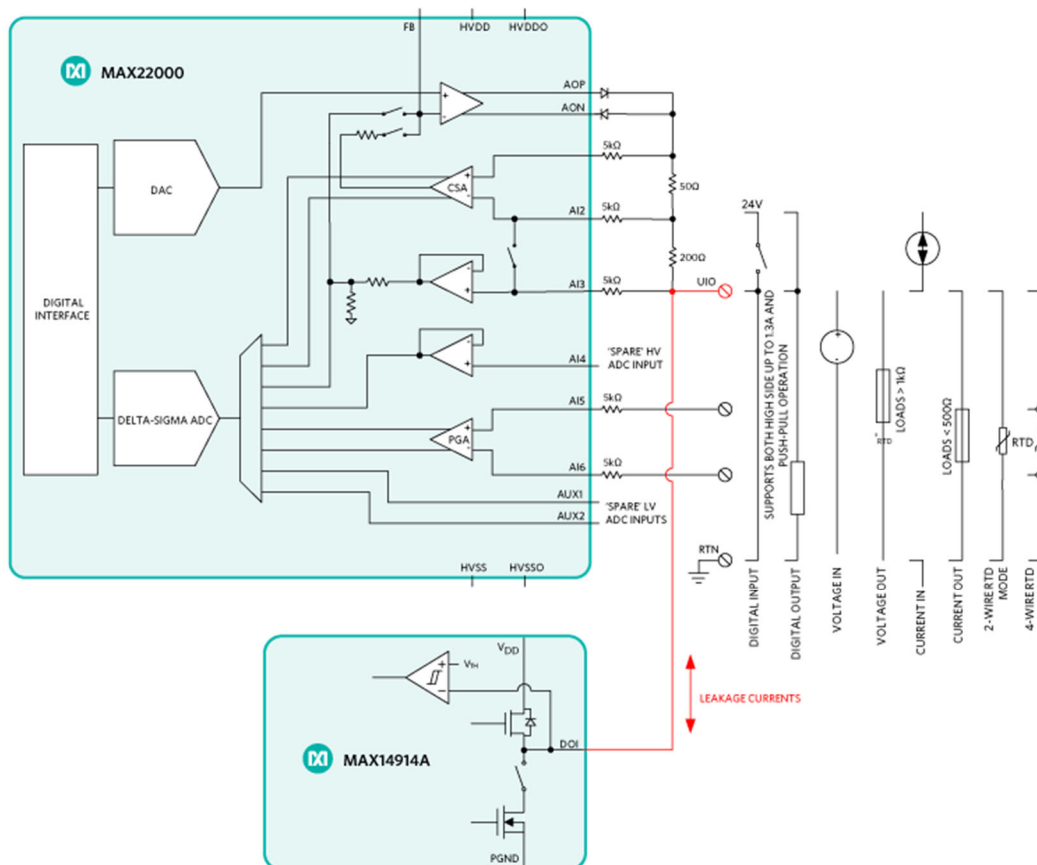 FB
HVDD
HVDDO
MAX22000
AOP
AON
+
-
DAC
5kΩ
+
CSA
-
50Ω
AI2
5kΩ
24V
200Ω
UIO
DIGITAL
INTERFACE
-
+
AI3
5kΩ
-
+
AI4
'SPARE' HV
ADC INPUT
DELTA-SIGMA ADC
+
PGA
-
AI5
5kΩ
AI6
5kΩ
AUX1
AUX2
'SPARE' LV
ADC INPUTS
RTN
HVSS
HVSSO
SUPPORTS BOTH HIGH SIDE UP TO 1.3A AND
PUSH-PULL OPERATION
+
-
LOADS > 1kΩ
RTD
LOADS < 500Ω
RTD
DIGITAL INPUT
DIGITAL OUTPUT
VOLTAGE IN
VOLTAGE OUT
CURRENT IN
CURRENT OUT
2-WIRE RTD
MODE
4-WIRE RTD
VDD
+
VTH
-
LEAKAGE CURRENTS
DOI
MAX14914A
PGND